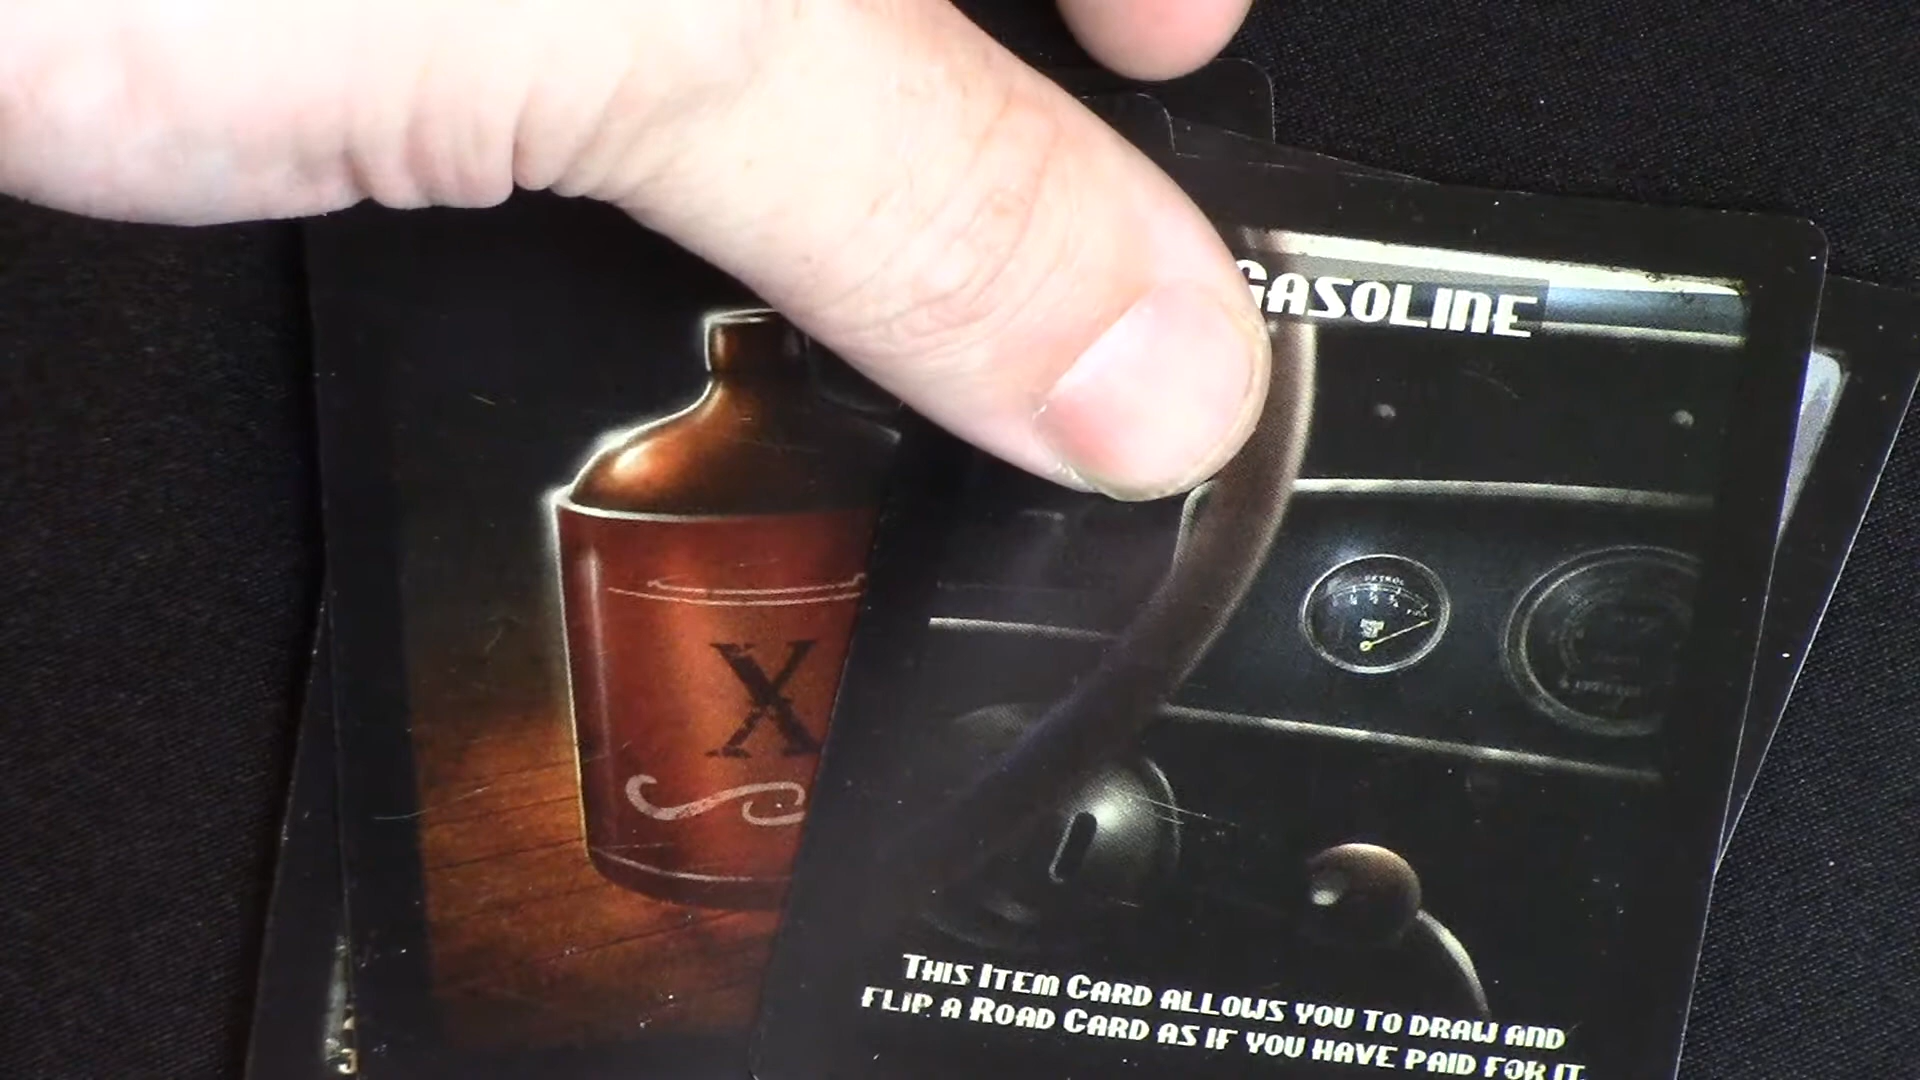 GASOLINE
X
PETROL
THIS ITEM CARD ALLOWS YOU TO DRAW AND
FLIP A ROAD CARD AS IF YOU HAVE PAID FOR IT.